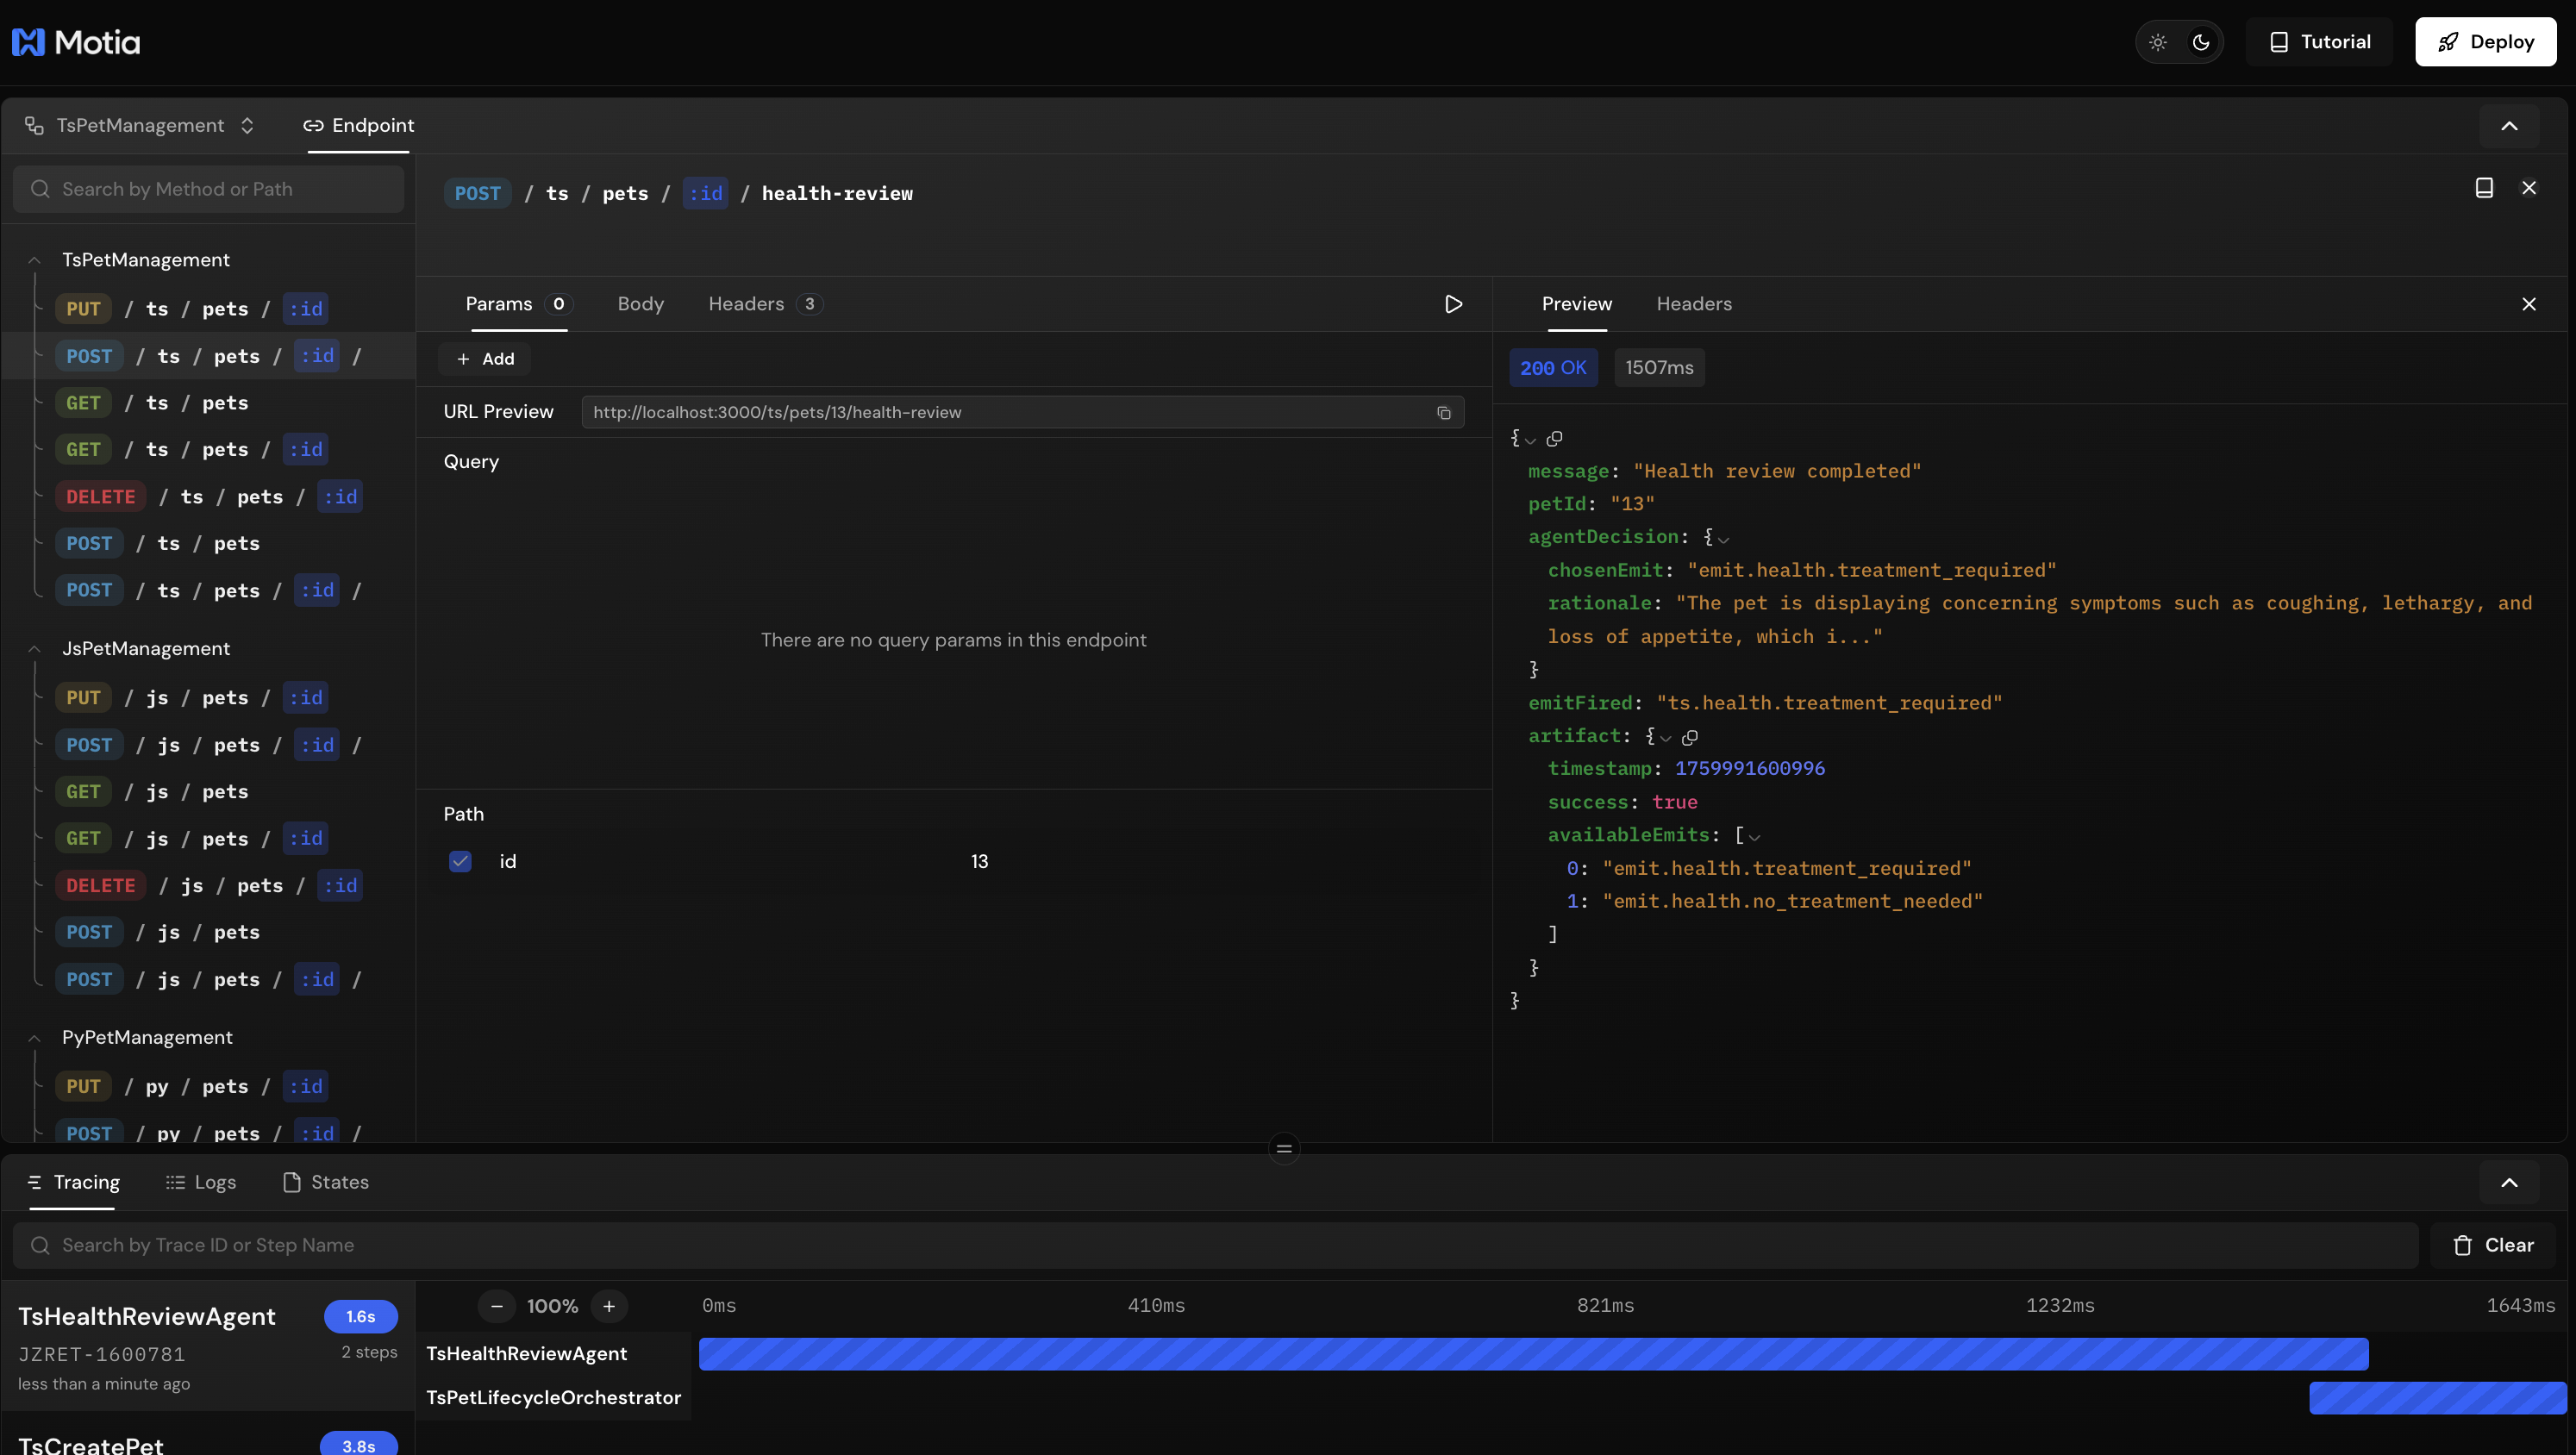 Motia
Tutorial
Deploy
TsPetManagement
Endpoint
Search by Method or Path
TsPetManagement
PUT / ts / pets / :id
POST / ts / pets / :id /
GET / ts / pets
GET / ts / pets / :id
DELETE / ts / pets / :id
POST / ts / pets
POST / ts / pets / :id /
JsPetManagement
PUT / js / pets / :id
POST / js / pets / :id /
GET / js / pets
GET / js / pets / :id
DELETE / js / pets / :id
POST / js / pets
POST / js / pets / :id /
PyPetManagement
PUT / py / pets / :id
POST / py / pets / :id /
POST / ts / pets / :id / health-review
Params 0 Body Headers 3
+ Add
URL Preview http://localhost:3000/ts/pets/13/health-review
Query
There are no query params in this endpoint
Path
id 13
Preview Headers
200 OK 1507ms
{
message: "Health review completed"
petId: "13"
agentDecision: {
chosenEmit: "emit.health.treatment_required"
rationale: "The pet is displaying concerning symptoms such as coughing, lethargy, and
loss of appetite, which i..."
}
emitFired: "ts.health.treatment_required"
artifact: {
timestamp: 1759991600996
success: true
availableEmits: [
0: "emit.health.treatment_required"
1: "emit.health.no_treatment_needed"
]
}
}
Tracing Logs States
Search by Trace ID or Step Name
Clear
TsHealthReviewAgent 1.6s
JZRET-1600781 2 steps
less than a minute ago
TsCreatePet 3.8s
− 100% + 0ms 410ms 821ms 1232ms 1643ms
TsHealthReviewAgent
TsPetLifecycleOrchestrator